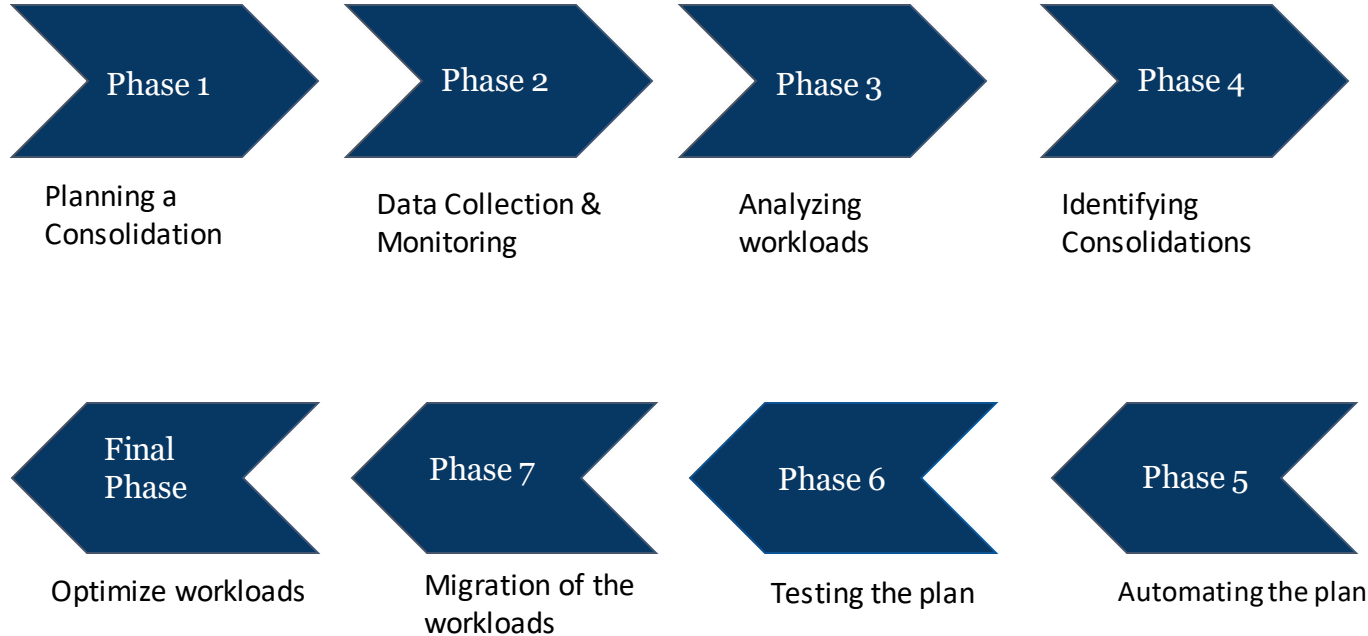 Phase 1
Phase 2
Phase 3
Phase 4
Planning a
Consolidation
Data Collection &
Monitoring
Analyzing
workloads
Identifying
Consolidations
Final
Phase
Phase 7
Phase 6
Phase 5
Optimize workloads
Migration of the
workloads
Testing the plan
Automating the plan